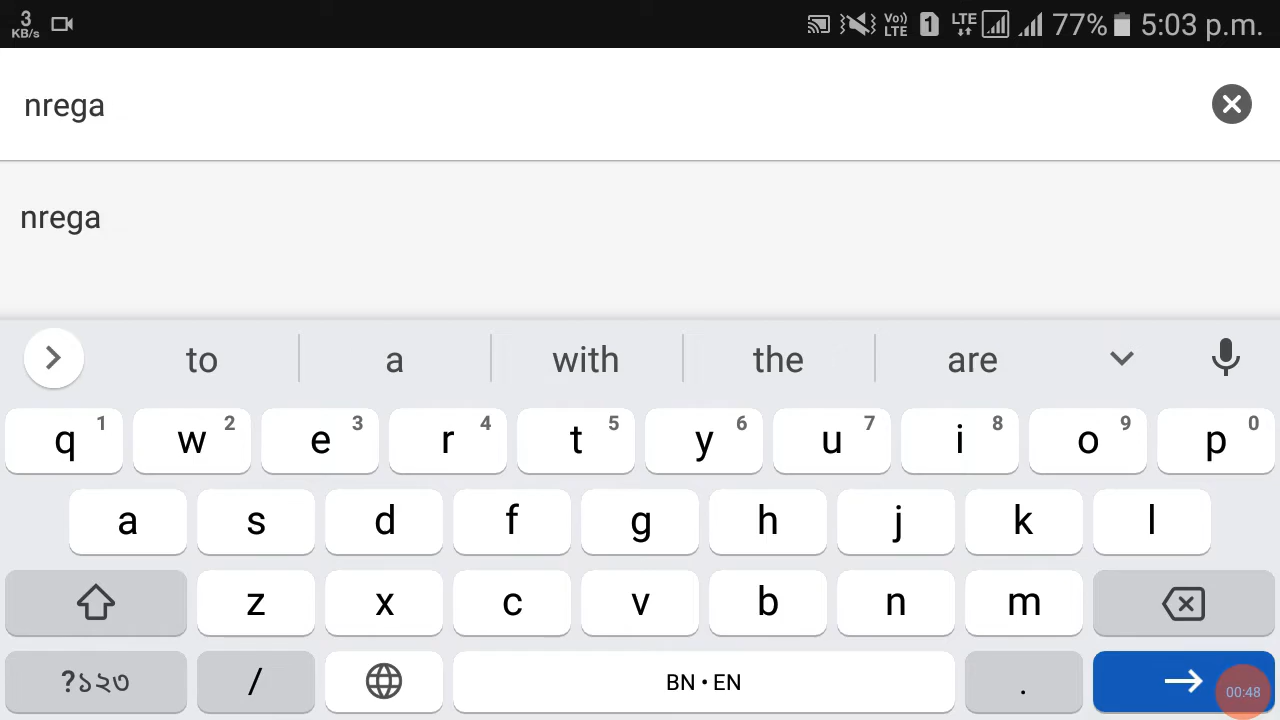 3
KB/s
Vo)) LTE 1 LTE 77% 5:03 p.m.
nrega
nrega
to a with the are
q 1 w 2 e 3 r 4 t 5 y 6 u 7 i 8 o 9 p 0
a s d f g h j k l
z x c v b n m
?১২৩ / BN • EN .
00:48